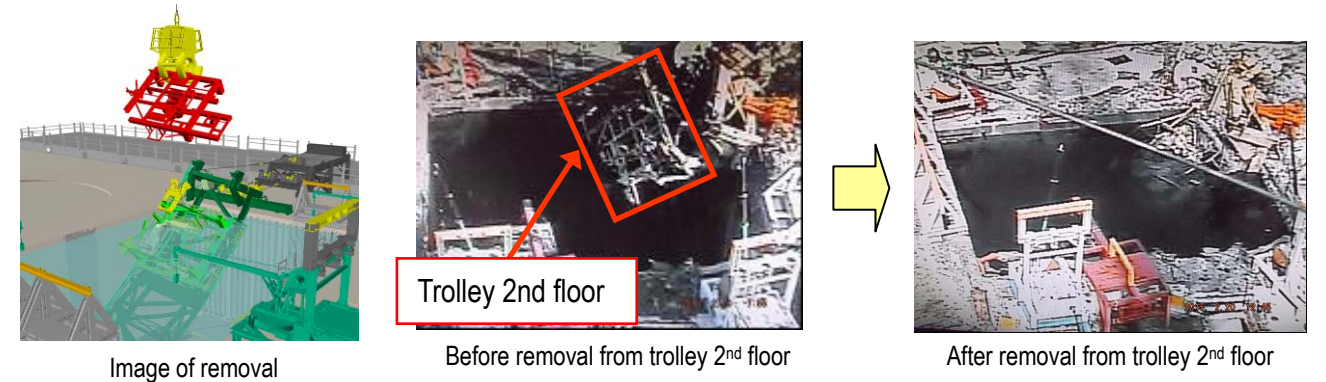 Trolley 2nd floor
Image of removal
Before removal from trolley 2nd floor
After removal from trolley 2nd floor